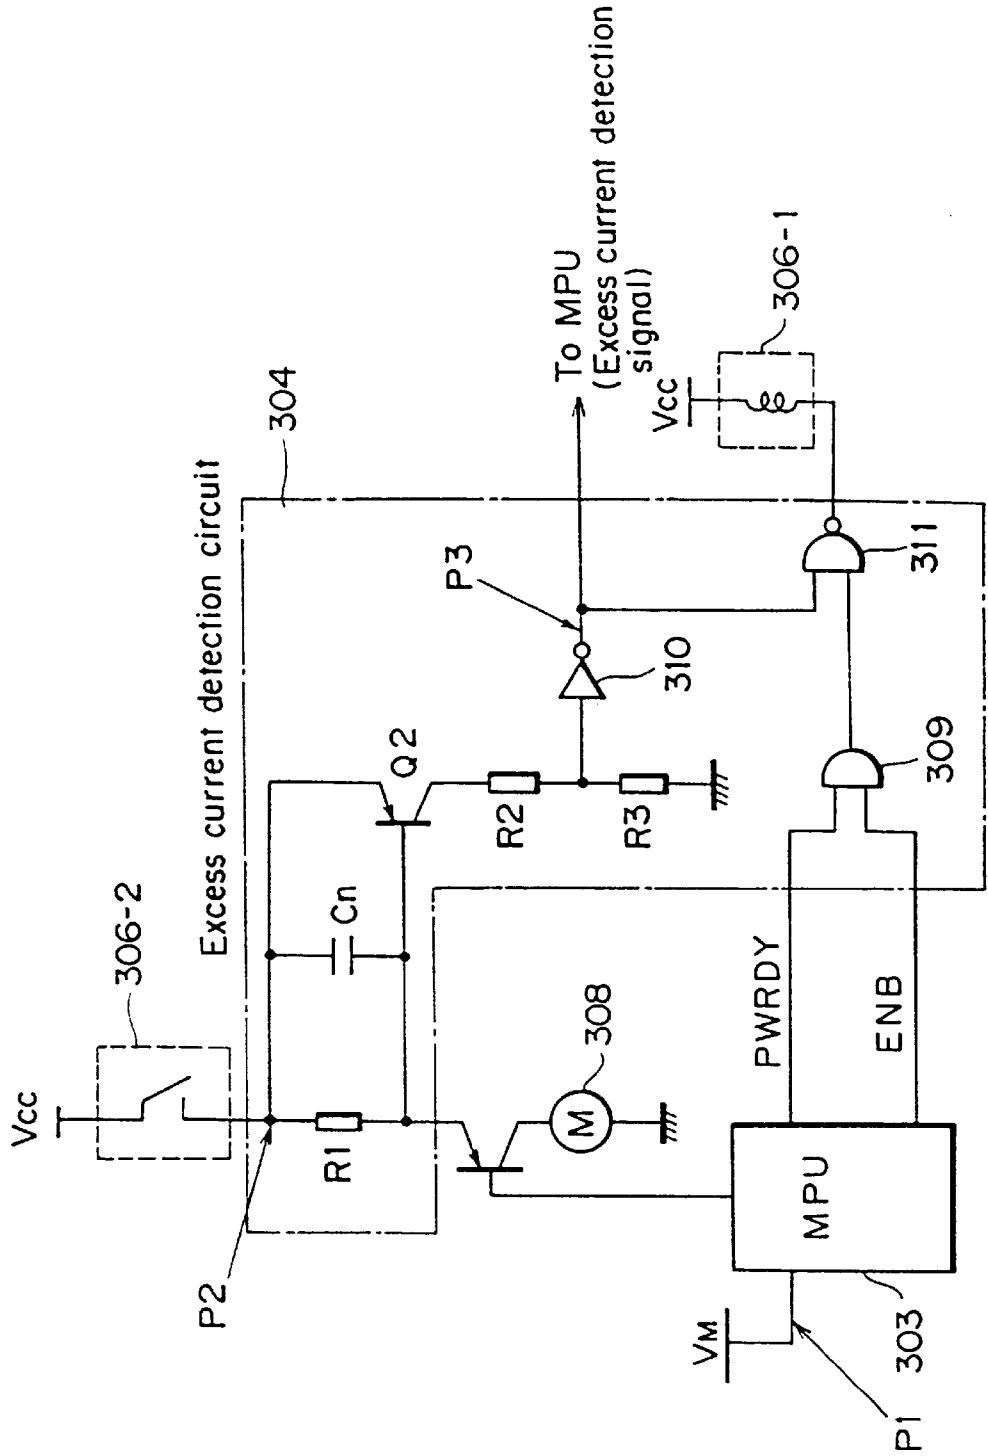 Excess current detection circuit
304
306-2
Vcc
P2
R1
Cn
Q2
R2
R3
P3
310
To MPU
(Excess current detection
signal)
Vcc
306-1
311
309
M
308
PWRDY
ENB
MPU
303
VM
P1